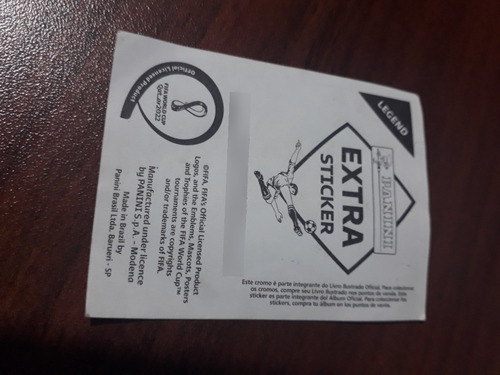 LEGEND
PANINI
EXTRA
STICKER
Este cromo é parte integrante do Livro Ilustrado Oficial. Para colecionar
os cromos, compre seu Livro Ilustrado nos puntos de venda. Este
sticker es parte integrante del Álbum Oficial. Para coleccionar los
stickers, compra tu álbum en los puntos de venta.
Official Licensed Product
FIFA WORLD CUP
Qatar2022
©FIFA, FIFA's Official Licensed Product
Logos, and the Emblems, Mascots, Posters
and Trophies of the FIFA World Cup™
tournaments are copyrights
and/or trademarks of FIFA.
Manufactured under licence
by PANINI S.p.A. - Modena
Made in Brazil by
Panini Brasil Ltda. Barueri - SP